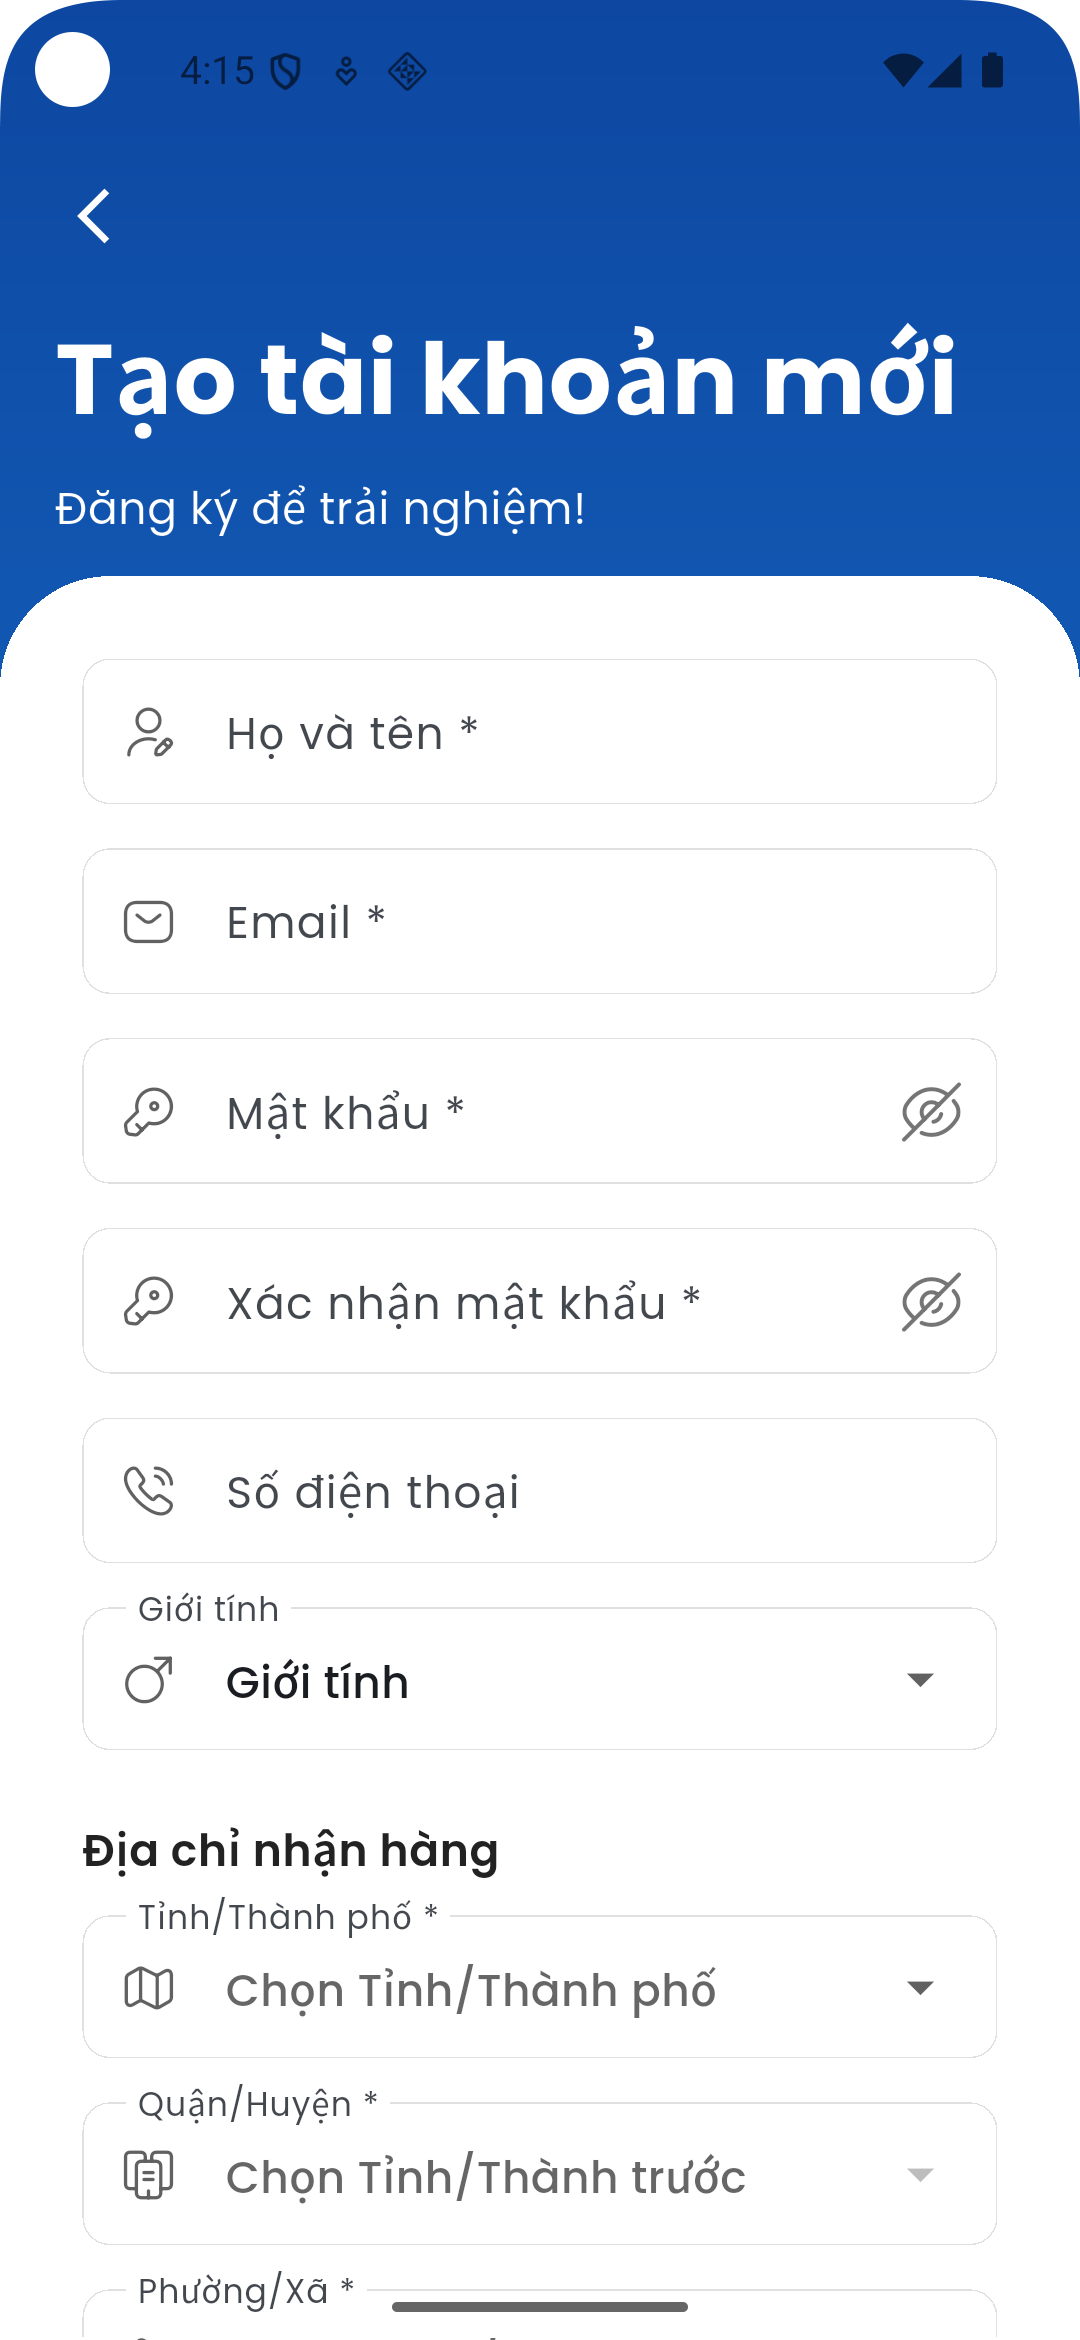 4:15
Tạo tài khoản mới
Đăng ký để trải nghiệm!
Họ và tên *
Email *
Mật khẩu *
Xác nhận mật khẩu *
Số điện thoại
Giới tính
Giới tính
Địa chỉ nhận hàng
Tỉnh/Thành phố *
Chọn Tỉnh/Thành phố
Quận/Huyện *
Chọn Tỉnh/Thành trước
Phường/Xã *